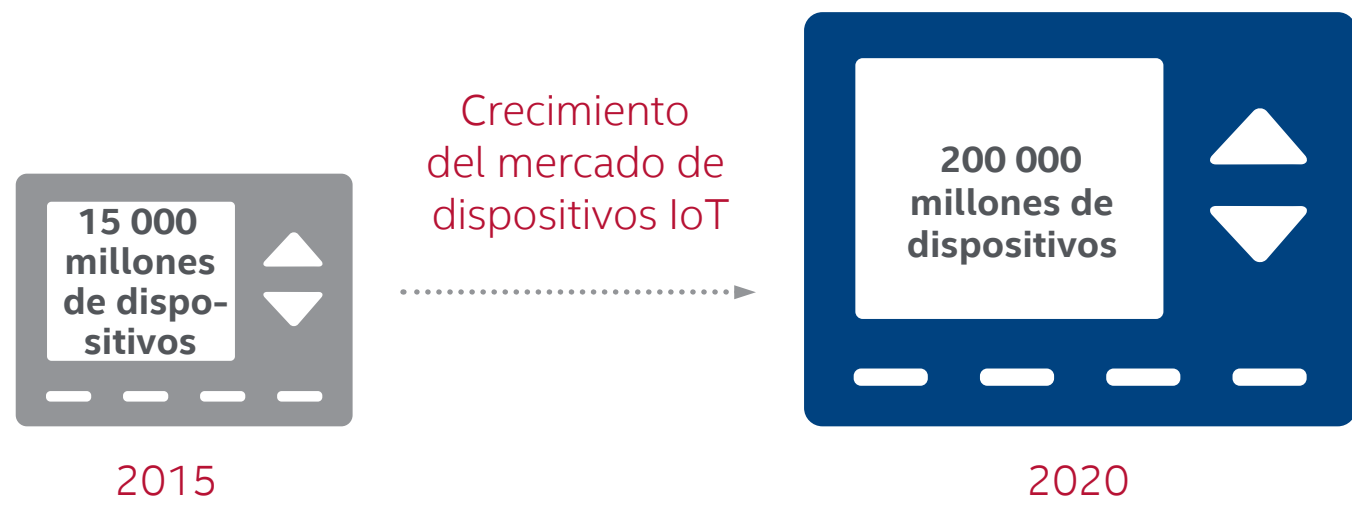 Crecimiento
del mercado de
dispositivos IoT
15 000
millones
de dispo-
sitivos
200 000
millones de
dispositivos
2015
2020